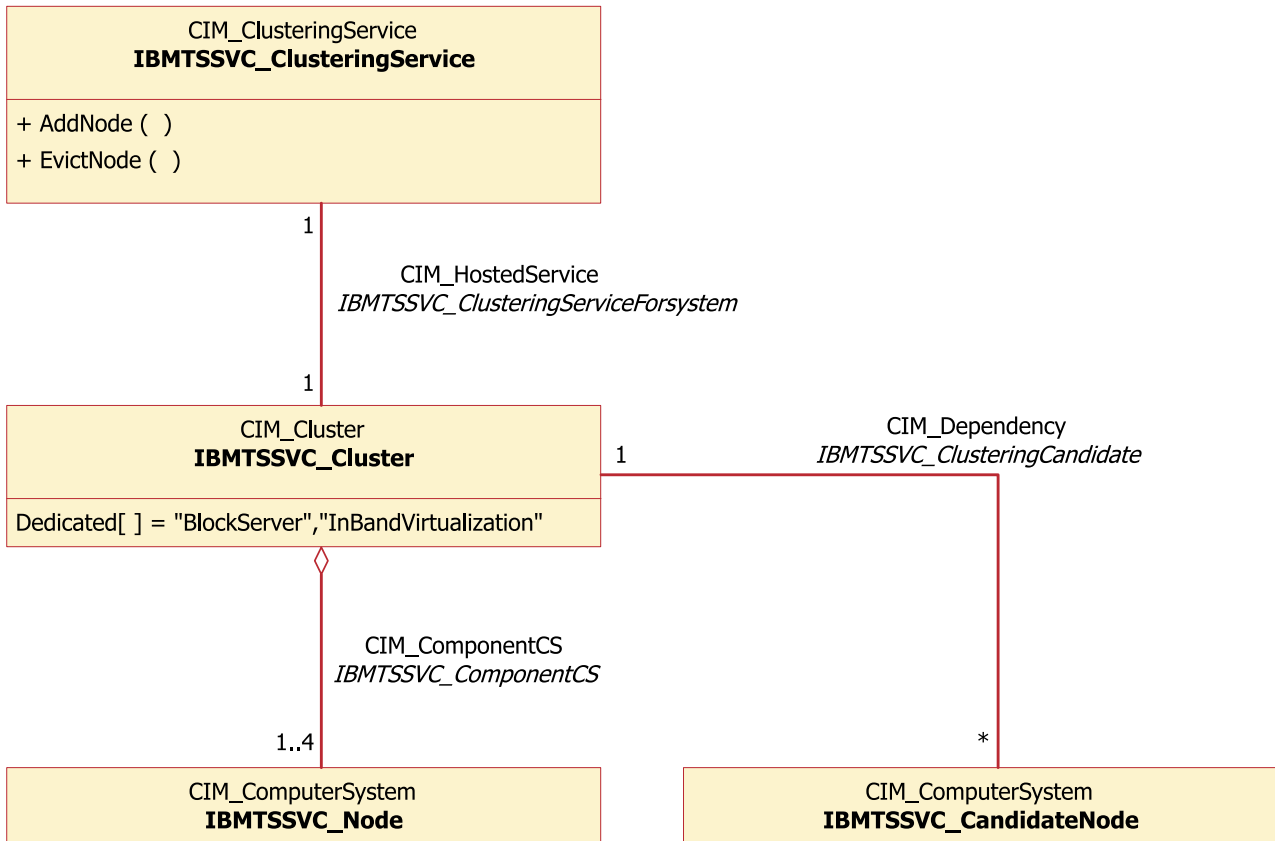 CIM_ClusteringService
IBMTSSVC_ClusteringService
+ AddNode (  )
+ EvictNode (  )
1
CIM_HostedService
IBMTSSVC_ClusteringServiceForsystem
1
CIM_Cluster
IBMTSSVC_Cluster
Dedicated[ ] = "BlockServer","InBandVirtualization"
1
CIM_Dependency
IBMTSSVC_ClusteringCandidate
CIM_ComponentCS
IBMTSSVC_ComponentCS
1..4
*
CIM_ComputerSystem
IBMTSSVC_Node
CIM_ComputerSystem
IBMTSSVC_CandidateNode